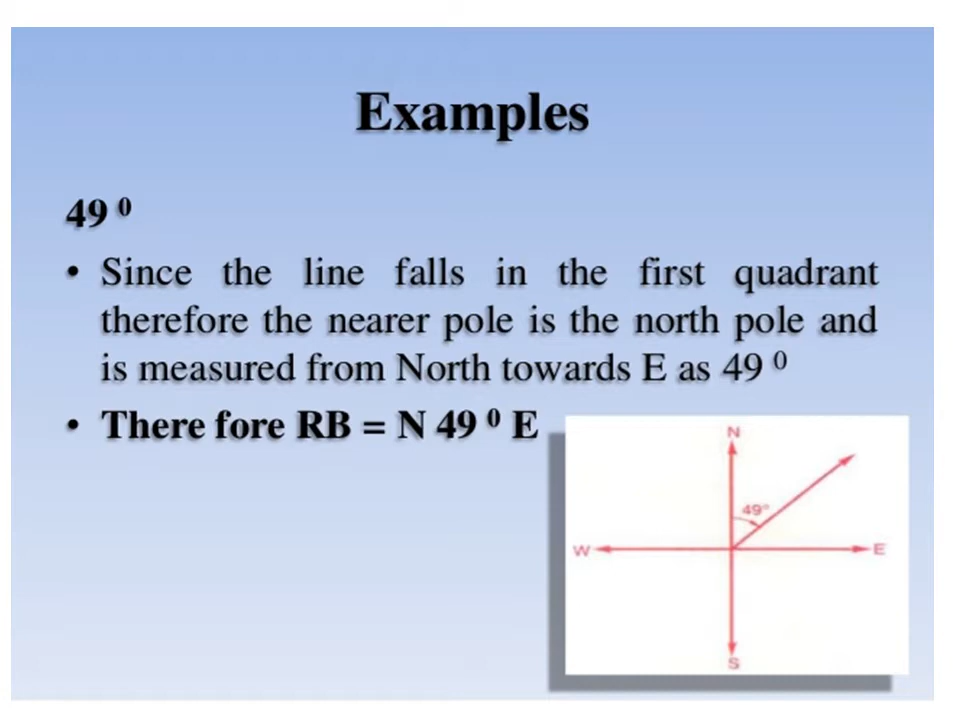 Examples
49 ⁰
• Since the line falls in the first quadrant
therefore the nearer pole is the north pole and
is measured from North towards E as 49 ⁰
• There fore RB = N 49 ⁰ E
N
49°
W
E
S